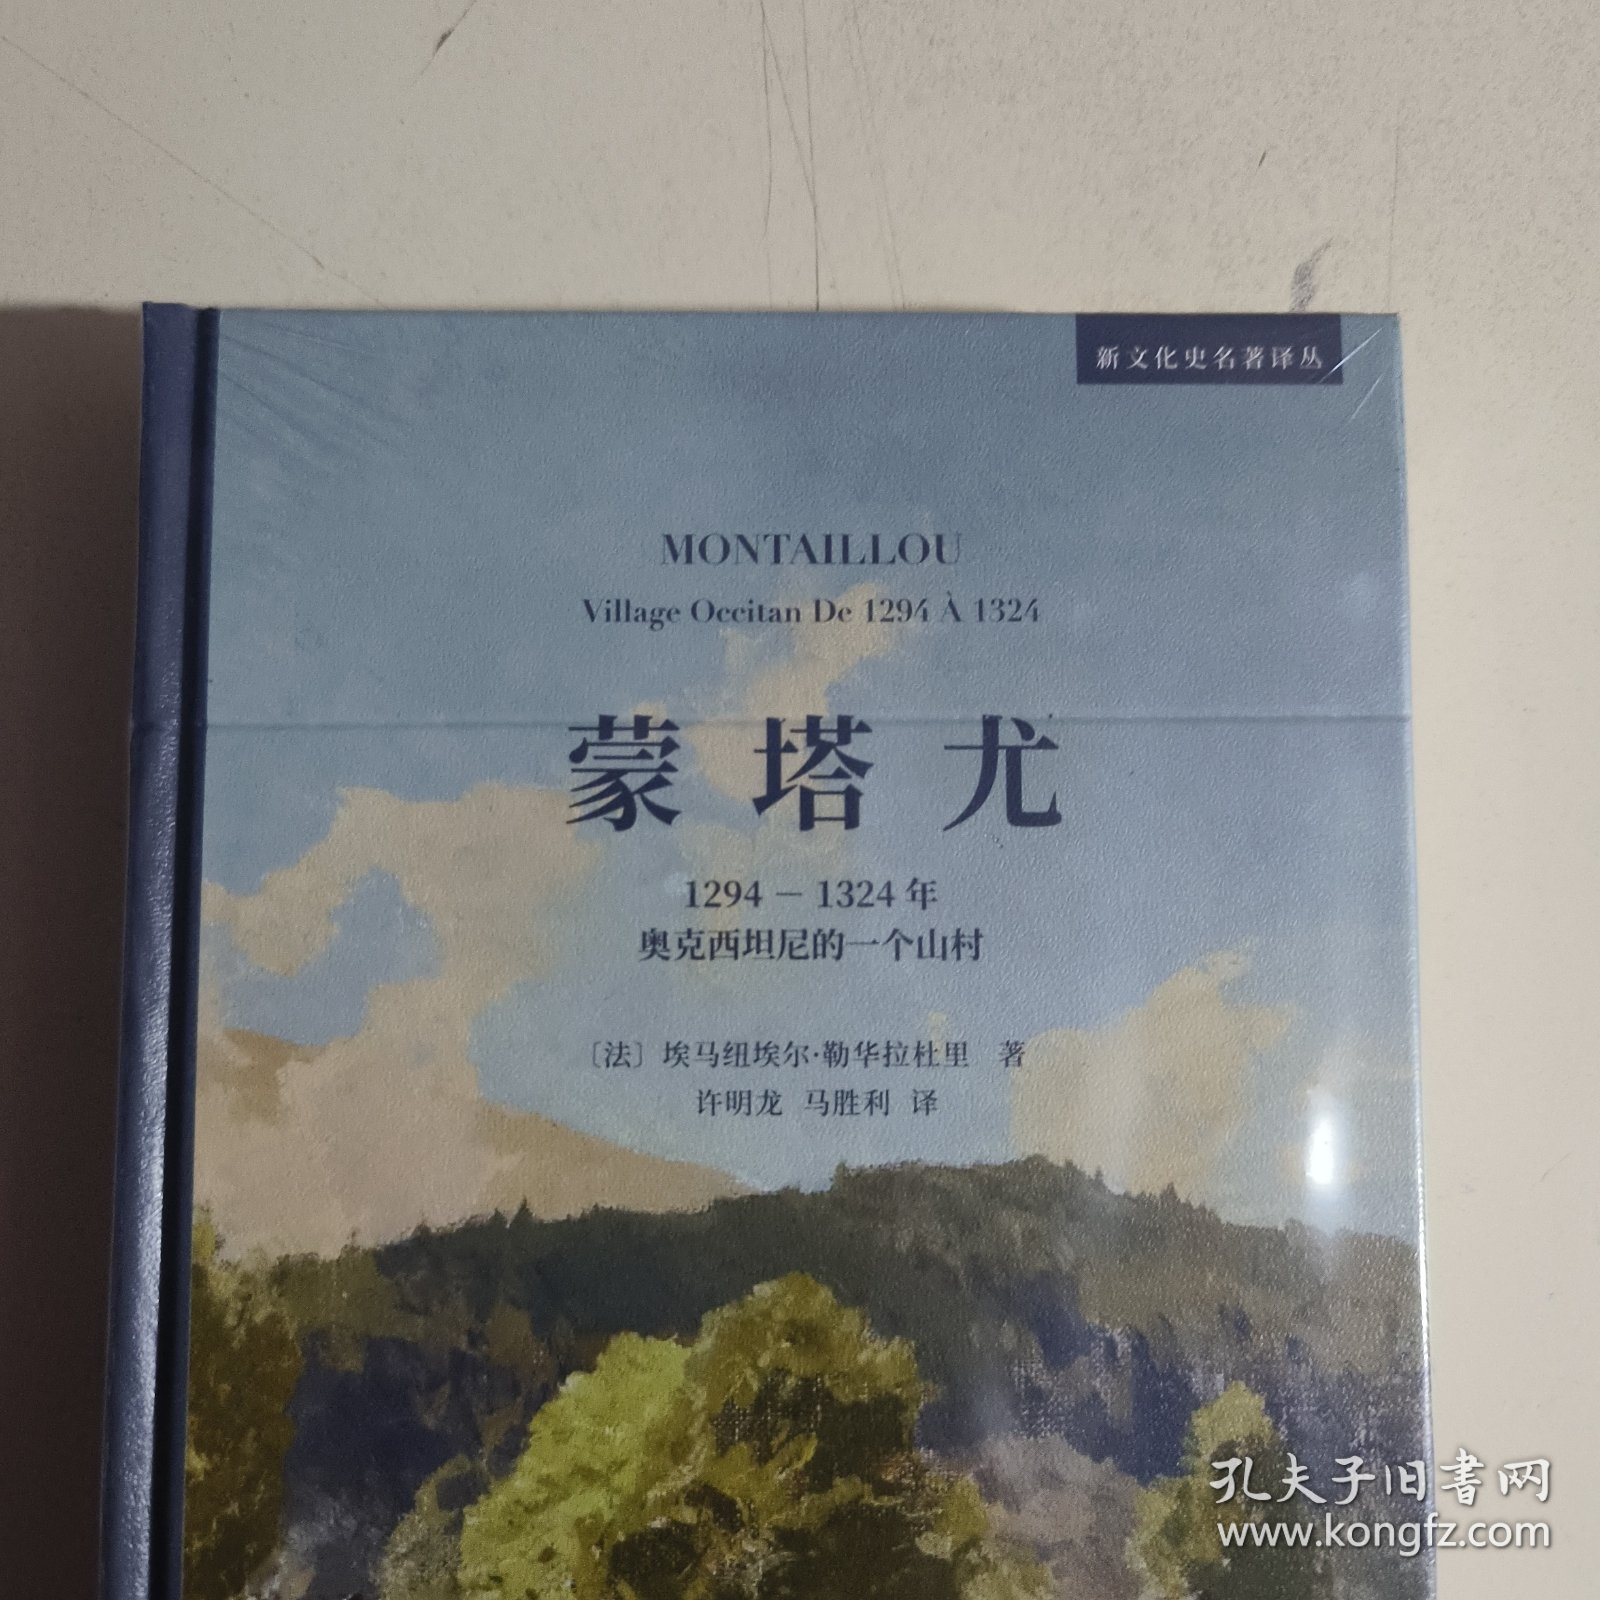 新文化史名著译丛
MONTAILLOU
Village Occitan De 1294 À 1324
蒙塔尤
1294 — 1324 年
奥克西坦尼的一个山村
〔法〕埃马纽埃尔·勒华拉杜里 著
许明龙 马胜利 译
孔夫子旧书网
www.kongfz.com